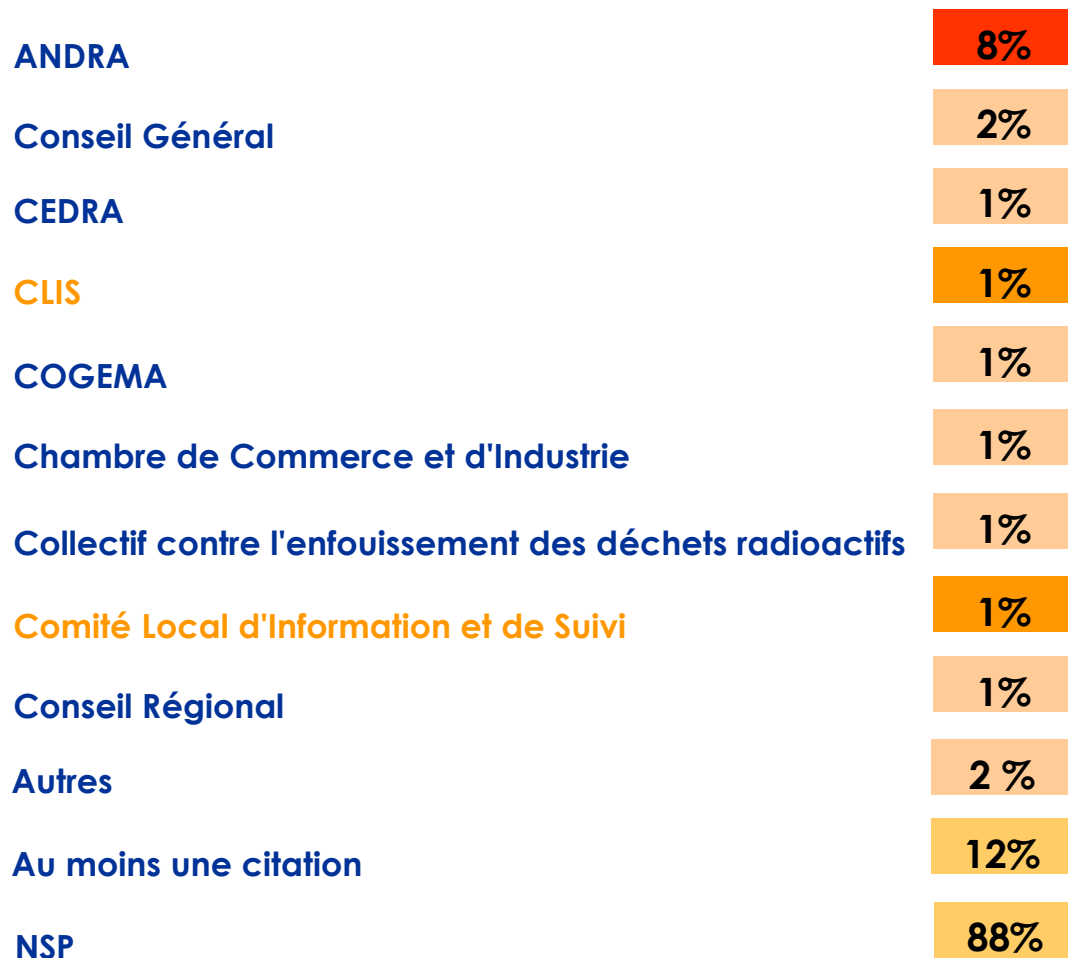 ANDRA 8%
Conseil Général 2%
CEDRA 1%
CLIS 1%
COGEMA 1%
Chambre de Commerce et d'Industrie 1%
Collectif contre l'enfouissement des déchets radioactifs 1%
Comité Local d'Information et de Suivi 1%
Conseil Régional 1%
Autres 2 %
Au moins une citation 12%
NSP 88%